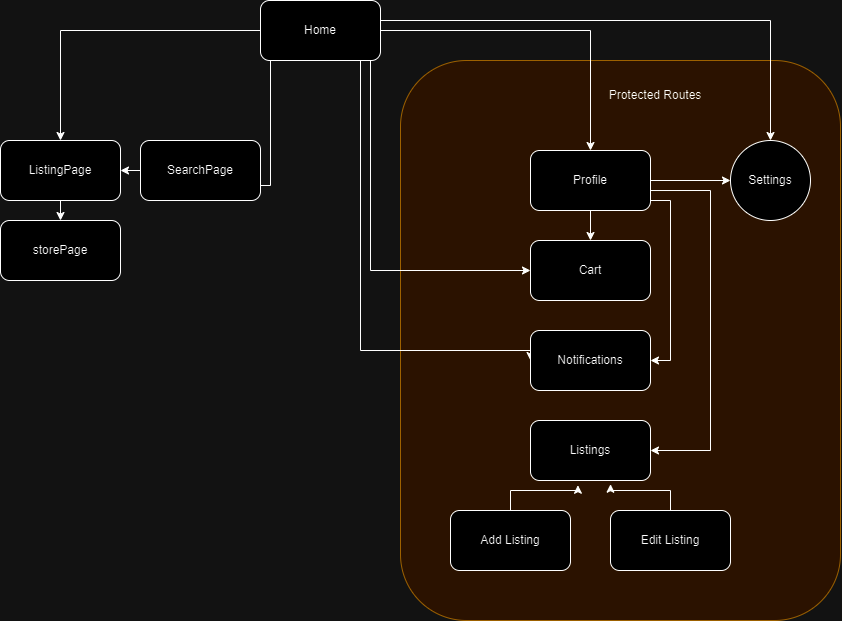 Home
Protected Routes
ListingPage
SearchPage
Profile
Settings
storePage
Cart
Notifications
Listings
Add Listing
Edit Listing